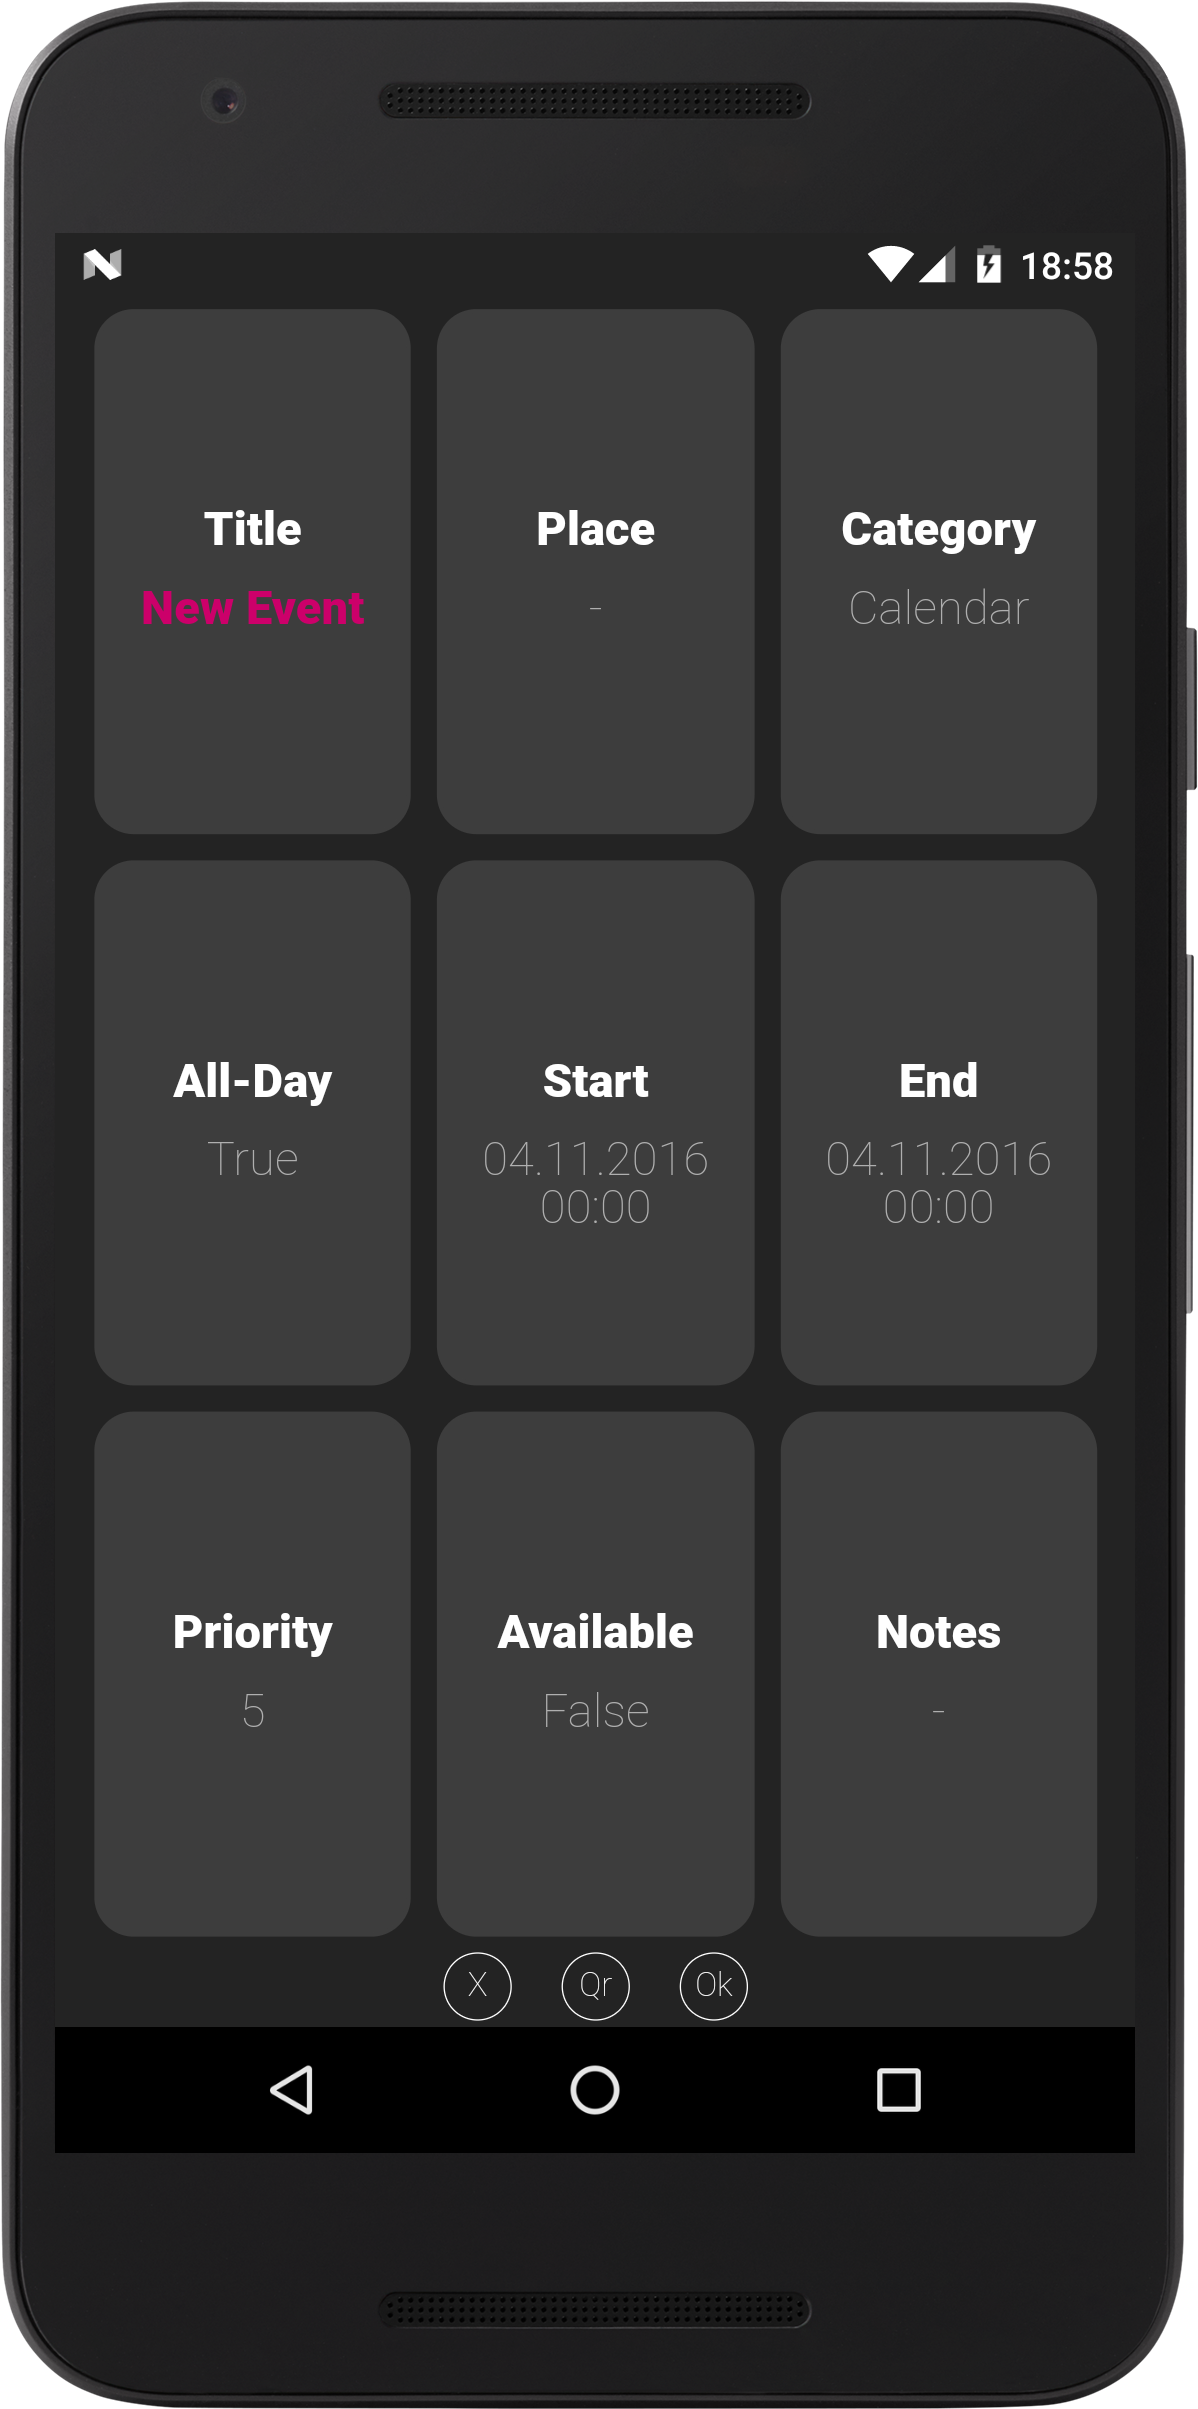 18:58
Title
New Event
Place
-
Category
Calendar
All-Day
True
Start
04.11.2016
00:00
End
04.11.2016
00:00
Priority
5
Available
False
Notes
-
X
Qr
Ok